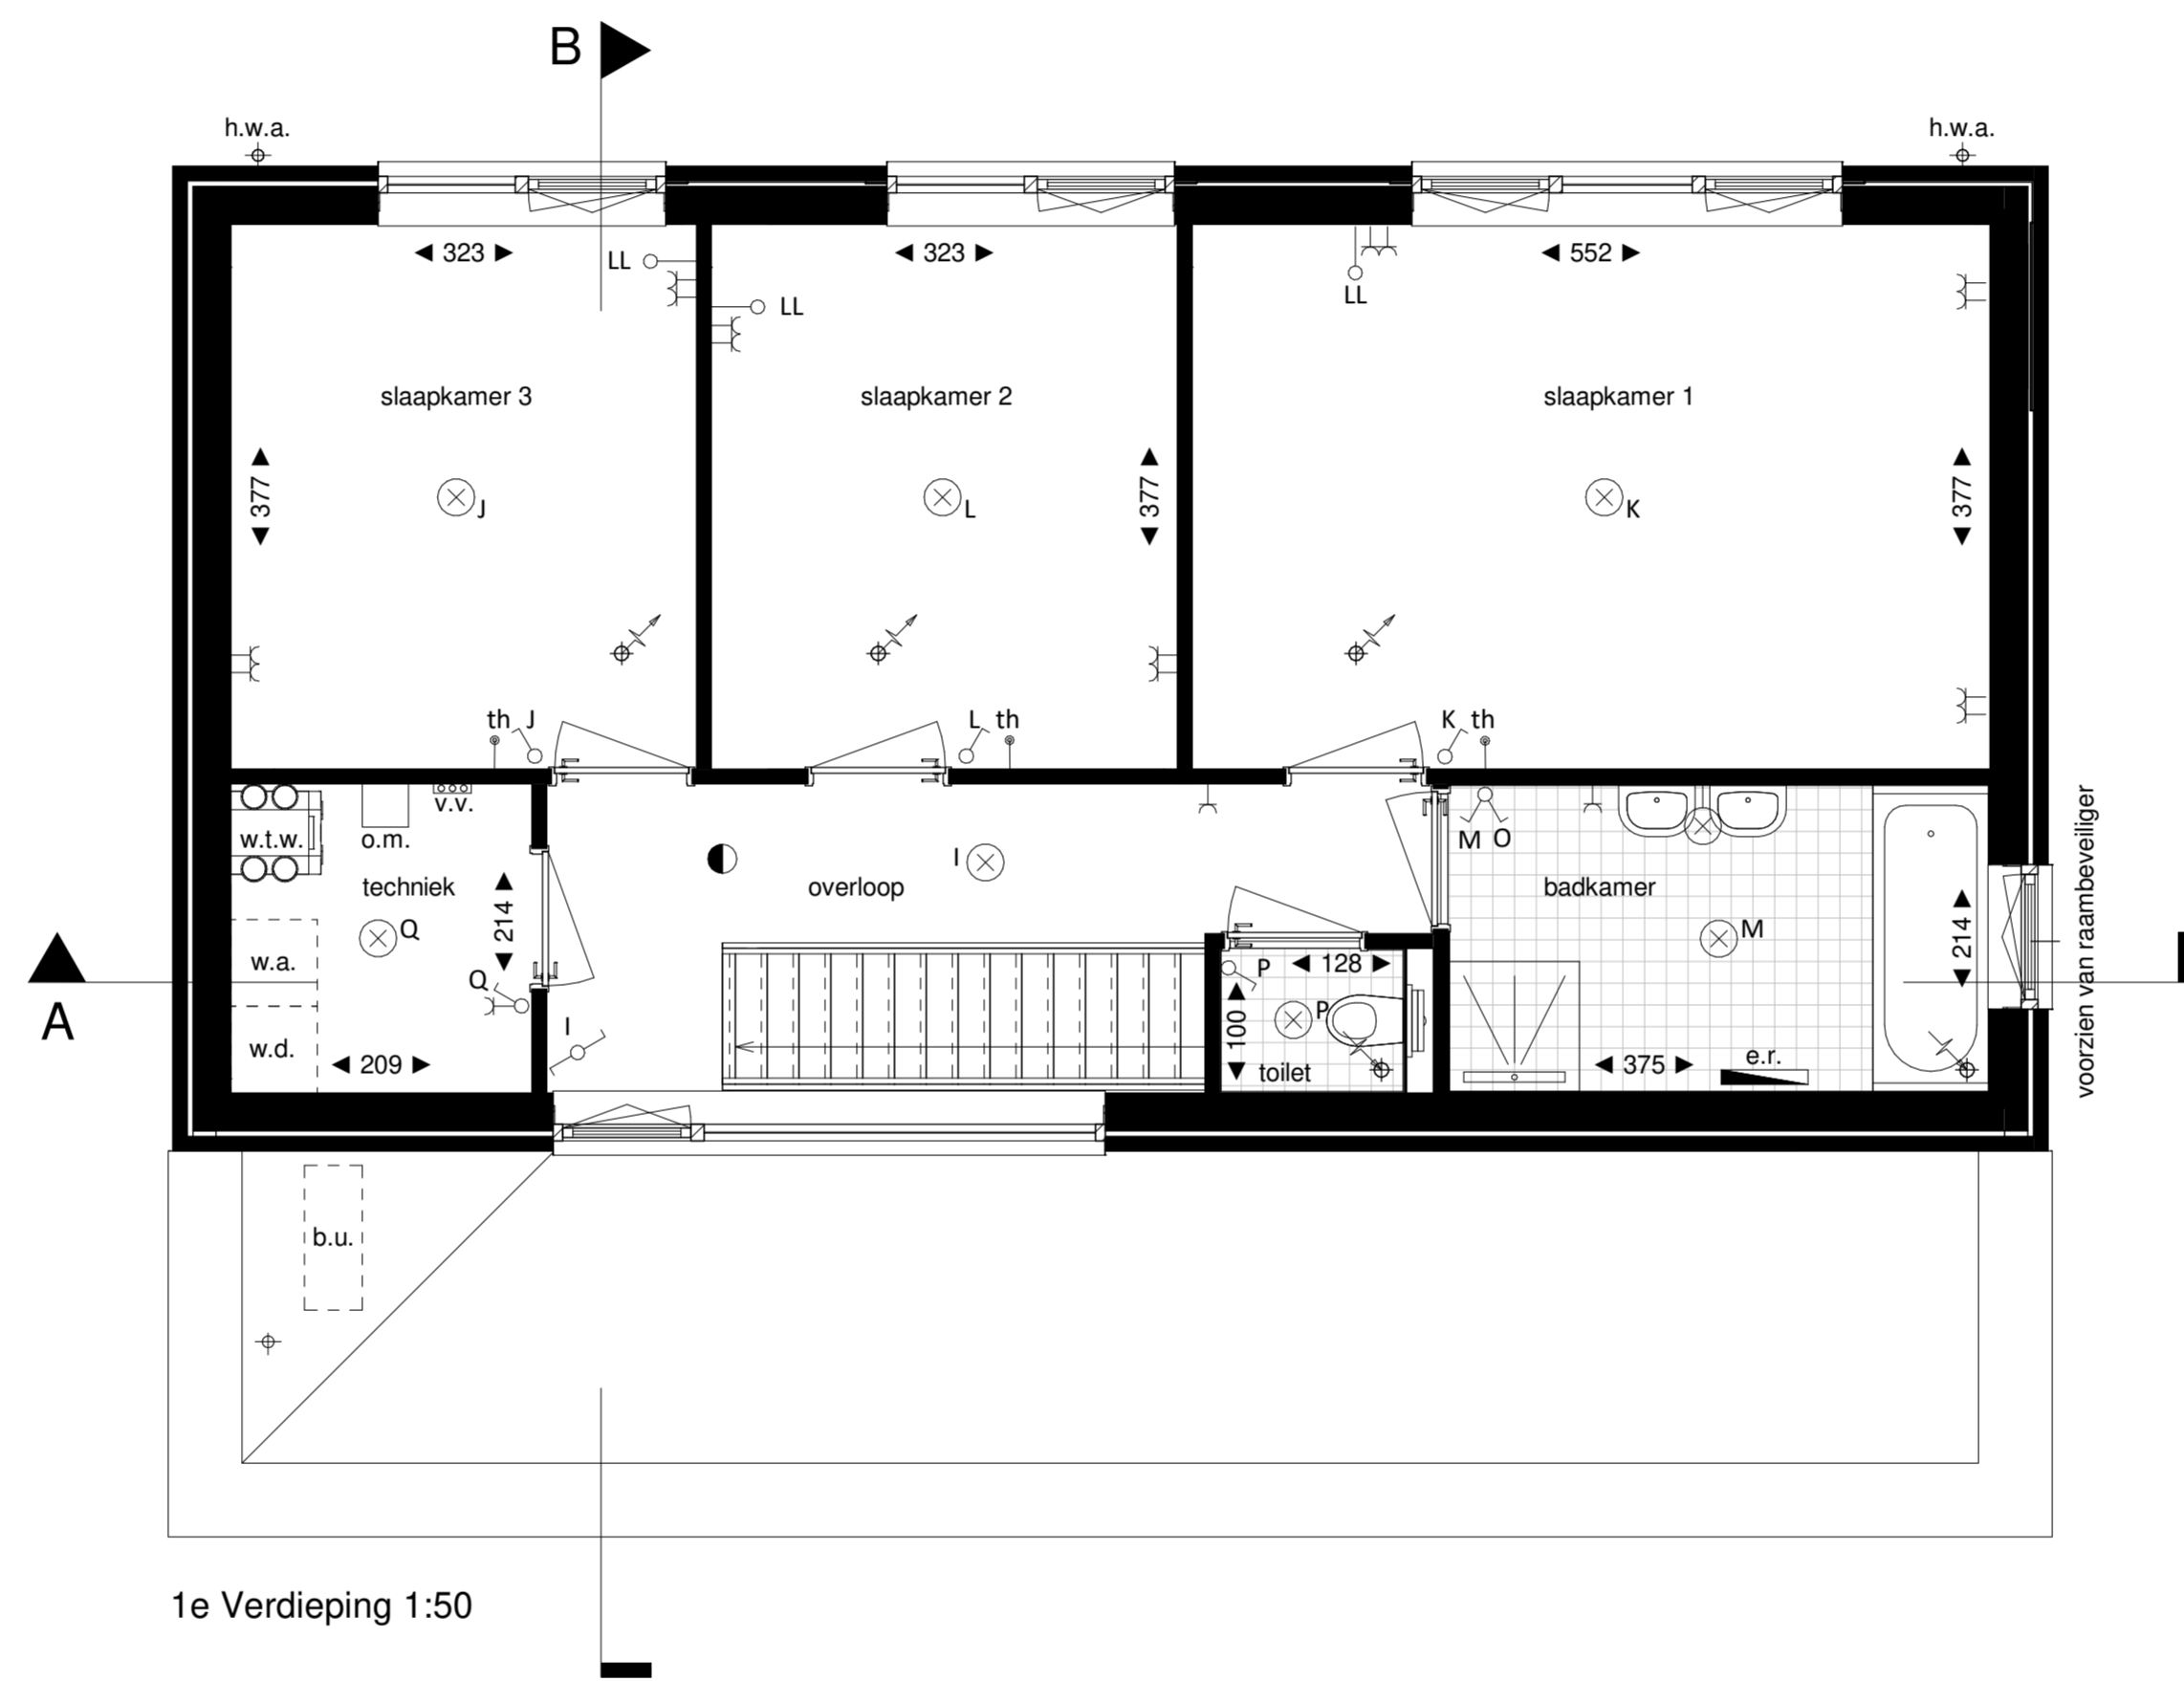 B
h.w.a.
h.w.a.
323
323
552
LL
LL
LL
slaapkamer 3
slaapkamer 2
slaapkamer 1
377
377
377
J
L
K
th J
L th
K th
w.t.w.
o.m.
v.v.
M O
techniek
overloop
I
badkamer
Q
214
M
214
voorzien van raambeveiliger
w.a.
Q
P
128
A
w.d.
209
I
100
P
toilet
375
e.r.
b.u.
1e Verdieping 1:50